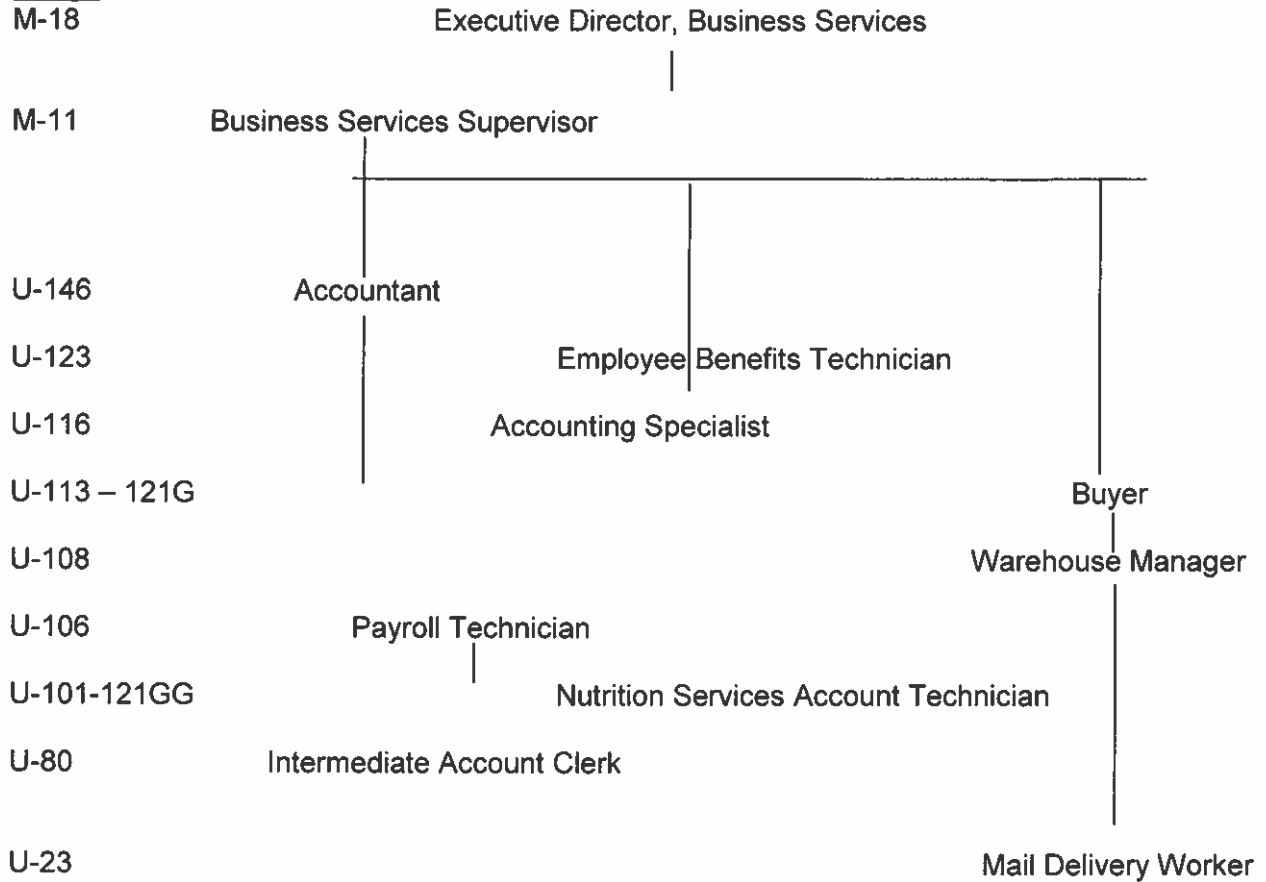 M-18 Executive Director, Business Services
M-11 Business Services Supervisor
U-146 Accountant
U-123 Employee Benefits Technician
U-116 Accounting Specialist
U-113 – 121G Buyer
U-108 Warehouse Manager
U-106 Payroll Technician
U-101-121GG Nutrition Services Account Technician
U-80 Intermediate Account Clerk
U-23 Mail Delivery Worker